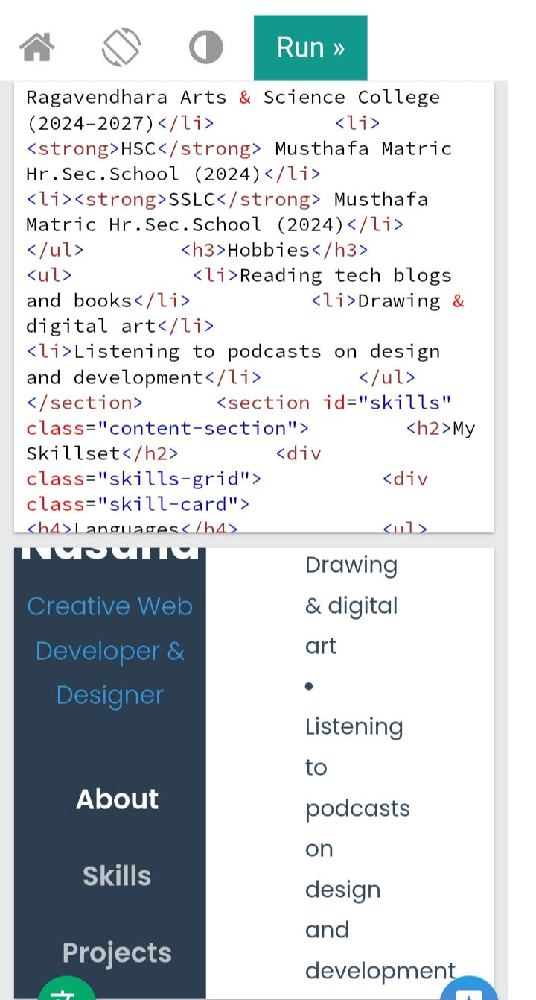 Run »
Ragavendhara Arts & Science College
(2024-2027)</li> <li>
<strong>HSC</strong> Musthafa Matric
Hr.Sec.School (2024)</li>
<li><strong>SSLC</strong> Musthafa
Matric Hr.Sec.School (2024)</li>
</ul> <h3>Hobbies</h3>
<ul> <li>Reading tech blogs
and books</li> <li>Drawing &
digital art</li>
<li>Listening to podcasts on design
and development</li> </ul>
</section> <section id="skills"
class="content-section"> <h2>My
Skillset</h2> <div
class="skills-grid"> <div
class="skill-card">
<h4>Languages</h4> <ul>
Creative Web
Developer &
Designer
About
Skills
Projects
Drawing
& digital
art
•
Listening
to
podcasts
on
design
and
development
文